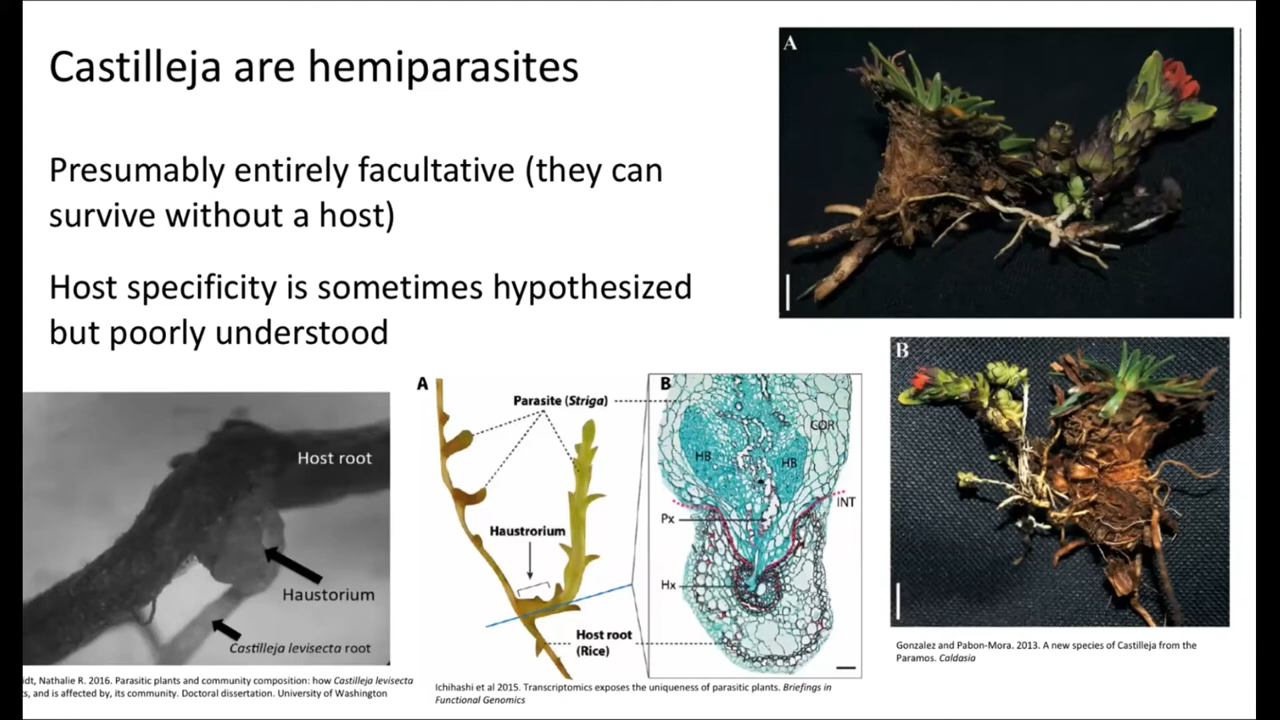 Castilleja are hemiparasites
Presumably entirely facultative (they can
survive without a host)
Host specificity is sometimes hypothesized
but poorly understood
A
B
Host root
Haustorium
Castilleja levisecta root
idt, Nathalie R. 2016. Parasitic plants and community composition: how Castilleja levisecta
s, and is affected by, its community. Doctoral dissertation. University of Washington
A
Parasite (Striga)
Haustrorium
Host root
(Rice)
B
COR
HB
HB
INT
Px
Hx
Ichihashi et al 2015. Transcriptomics exposes the uniqueness of parasitic plants. Briefings in
Functional Genomics
Gonzalez and Pabon-Mora. 2013. A new species of Castilleja from the
Paramos. Caldasia